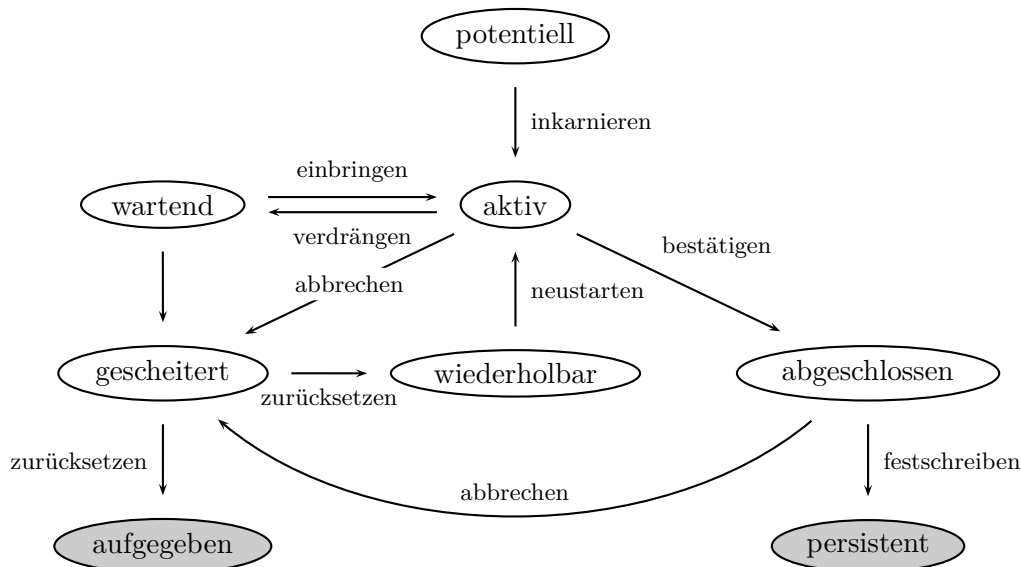 potentiell
inkarnieren
einbringen
wartend
aktiv
verdrängen
bestätigen
abbrechen
neustarten
gescheitert
wiederholbar
abgeschlossen
zurücksetzen
zurücksetzen
festschreiben
abbrechen
aufgegeben
persistent